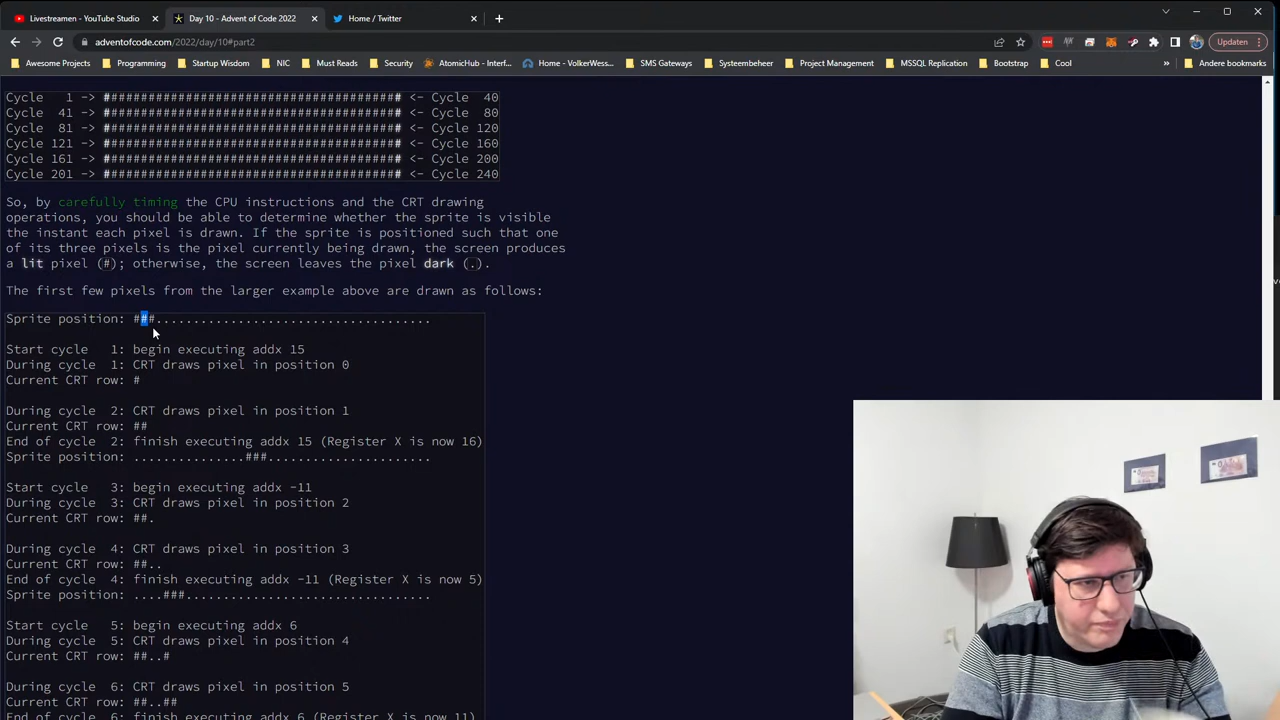 Livestreamen - YouTube Studio
Day 10 - Advent of Code 2022
Home / Twitter
adventofcode.com/2022/day/10#part2
Updaten
Awesome Projects
Programming
Startup Wisdom
NIC
Must Reads
Security
AtomicHub - Interf...
Home - VolkerWess...
SMS Gateways
Systeembeheer
Project Management
MSSQL Replication
Bootstrap
Cool
»
Andere bookmarks
Cycle   1 -> ######################################## <- Cycle  40
Cycle  41 -> ######################################## <- Cycle  80
Cycle  81 -> ######################################## <- Cycle 120
Cycle 121 -> ######################################## <- Cycle 160
Cycle 161 -> ######################################## <- Cycle 200
Cycle 201 -> ######################################## <- Cycle 240
So, by carefully timing the CPU instructions and the CRT drawing
operations, you should be able to determine whether the sprite is visible
the instant each pixel is drawn. If the sprite is positioned such that one
of its three pixels is the pixel currently being drawn, the screen produces
a lit pixel (#); otherwise, the screen leaves the pixel dark (.).
The first few pixels from the larger example above are drawn as follows:
Sprite position: ###.....................................
Start cycle   1: begin executing addx 15
During cycle  1: CRT draws pixel in position 0
Current CRT row: #
During cycle  2: CRT draws pixel in position 1
Current CRT row: ##
End of cycle  2: finish executing addx 15 (Register X is now 16)
Sprite position: ...............###......................
Start cycle   3: begin executing addx -11
During cycle  3: CRT draws pixel in position 2
Current CRT row: ##.
During cycle  4: CRT draws pixel in position 3
Current CRT row: ##..
End of cycle  4: finish executing addx -11 (Register X is now 5)
Sprite position: ....###.................................
Start cycle   5: begin executing addx 6
During cycle  5: CRT draws pixel in position 4
Current CRT row: ##..#
During cycle  6: CRT draws pixel in position 5
Current CRT row: ##..##
End of cycle  6: finish executing addx 6 (Register X is now 11)